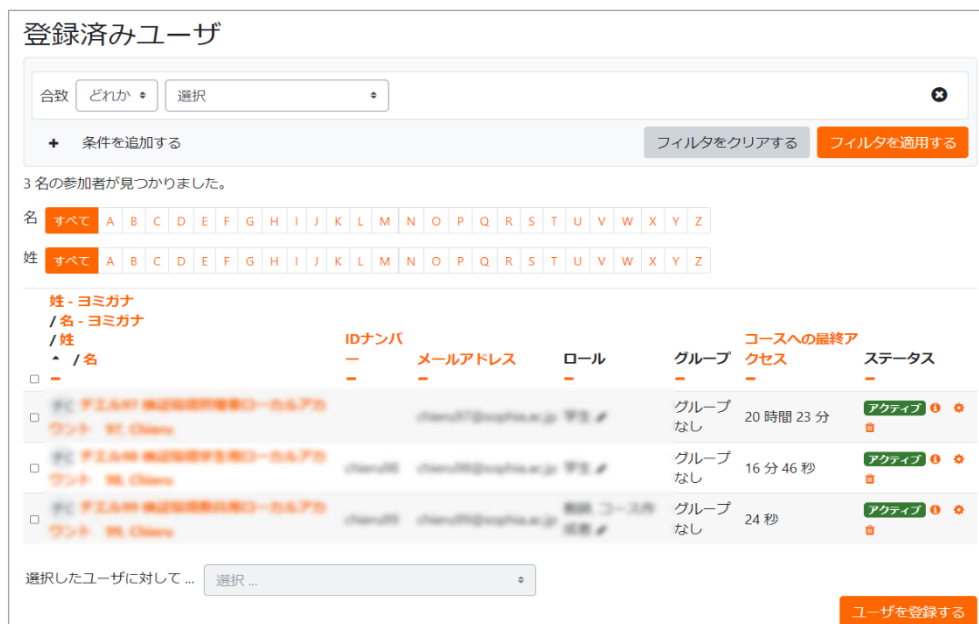 登録済みユーザ
合致 どれか 選択
+ 条件を追加する フィルタをクリアする フィルタを適用する
3 名の参加者が見つかりました。
名 すべて A B C D E F G H I J K L M N O P Q R S T U V W X Y Z
姓 すべて A B C D E F G H I J K L M N O P Q R S T U V W X Y Z
姓 - ヨミガナ
/ 名 - ヨミガナ
/ 姓
/ 名
IDナンバ
ー
メールアドレス
ロール
グループ
コースへの最終ア
クセス
ステータス
グループ
なし
20 時間 23 分
アクティブ
グループ
なし
16 分 46 秒
アクティブ
グループ
なし
24 秒
アクティブ
選択したユーザに対して ... 選択 ...
ユーザを登録する